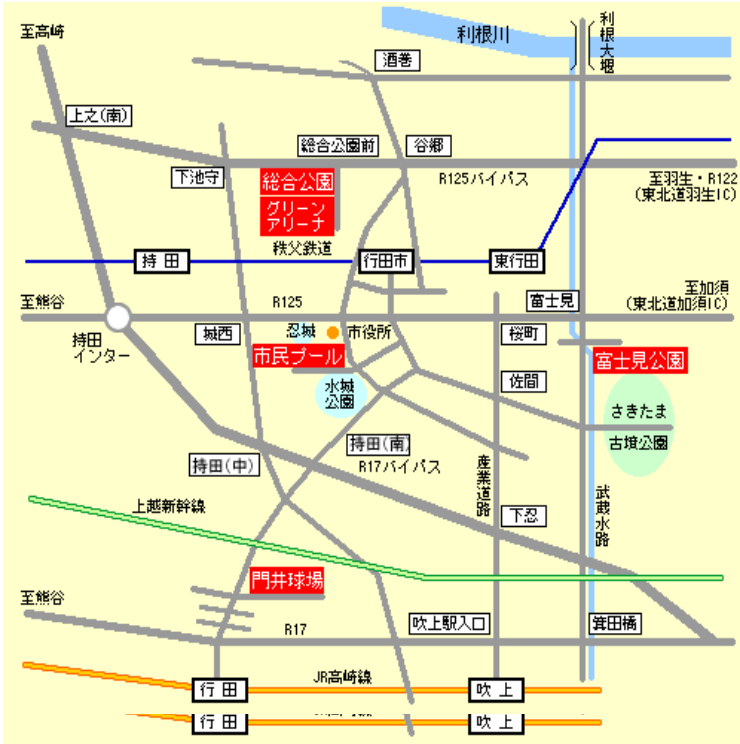 至高崎
利根川
利根大堰
酒巻
上之(南)
総合公園前
谷郷
下池守
総合公園
R125バイパス
至羽生・R122
(東北道羽生IC)
グリーン
アリーナ
秩父鉄道
持田
行田市
東行田
至加須
(東北道加須IC)
至熊谷
R125
富士見
持田
インター
城西
忍城
市役所
桜町
市民プール
富士見公園
水城
公園
佐間
さきたま
古墳公園
持田(南)
持田(中)
R17バイパス
産業道路
武蔵水路
上越新幹線
下忍
門井球場
至熊谷
R17
吹上駅入口
箕田橋
JR高崎線
行田
吹上
行田
吹上